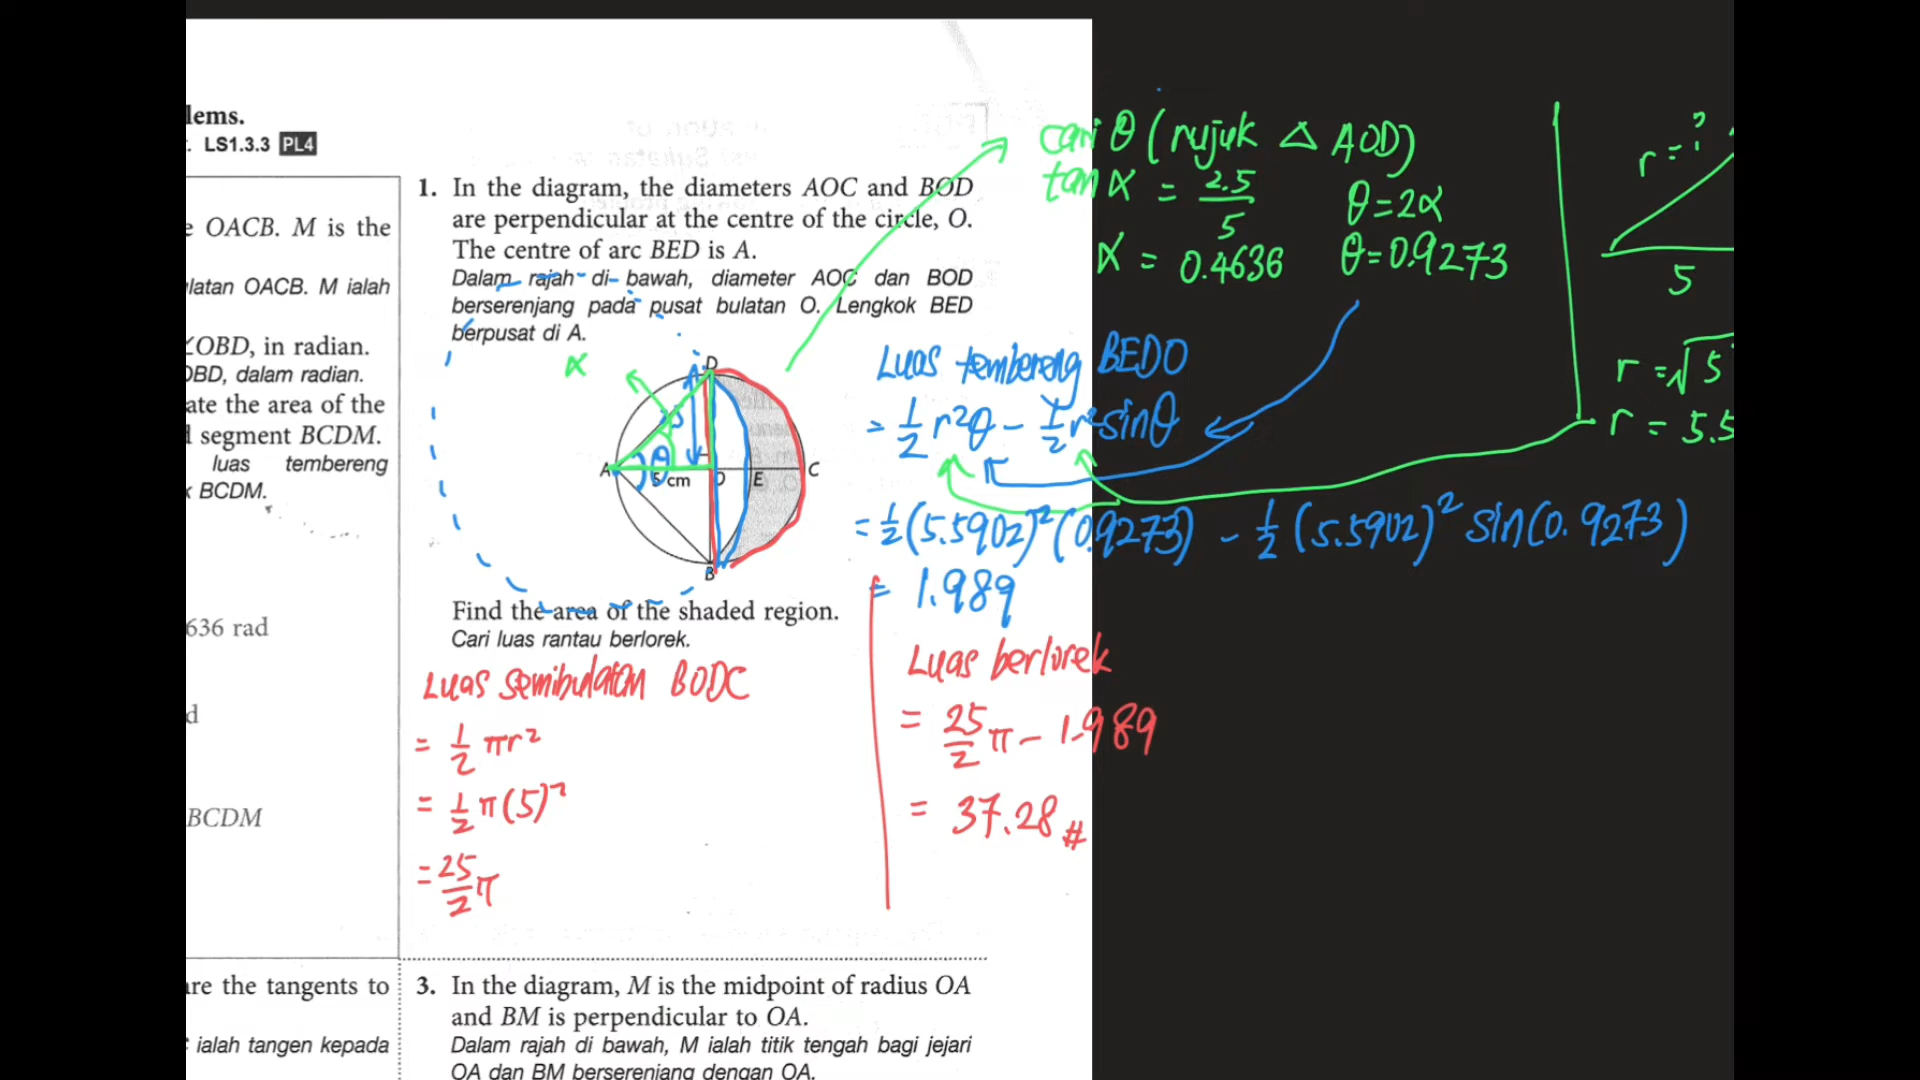 lems.
LS1.3.3 PL4
e OACB. M is the
ılatan OACB. M ialah
∠OBD, in radian.
OBD, dalam radian.
ate the area of the
d segment BCDM.
luas tembereng
k BCDM.
636 rad
d
BCDM
are the tangents to
ialah tangen kepada
1. In the diagram, the diameters AOC and BOD
are perpendicular at the centre of the circle, O.
The centre of arc BED is A.
Dalam rajah di bawah, diameter AOC dan BOD
berserenjang pada pusat bulatan O. Lengkok BED
berpusat di A.
α
D
A
θ
5 cm
O
E
C
B
Find the area of the shaded region.
Cari luas rantau berlorek.
Luas semibulatan BODC
= 1/2 πr²
= 1/2 π(5)²
= 25/2 π
cari θ (rujuk △ AOD)
tan α = 2.5/5
θ = 2α
α = 0.4636
θ = 0.9273
r = ?
5
r = √5
r = 5.5
Luas tembereng BEDO
= 1/2 r²θ − 1/2 r² sinθ
= 1/2 (5.5902)² (0.9273) − 1/2 (5.5902)² sin(0.9273)
= 1.989
Luas berlorek
= 25/2 π − 1.989
= 37.28 #
3. In the diagram, M is the midpoint of radius OA
and BM is perpendicular to OA.
Dalam rajah di bawah, M ialah titik tengah bagi jejari
OA dan BM berserenjang dengan OA.